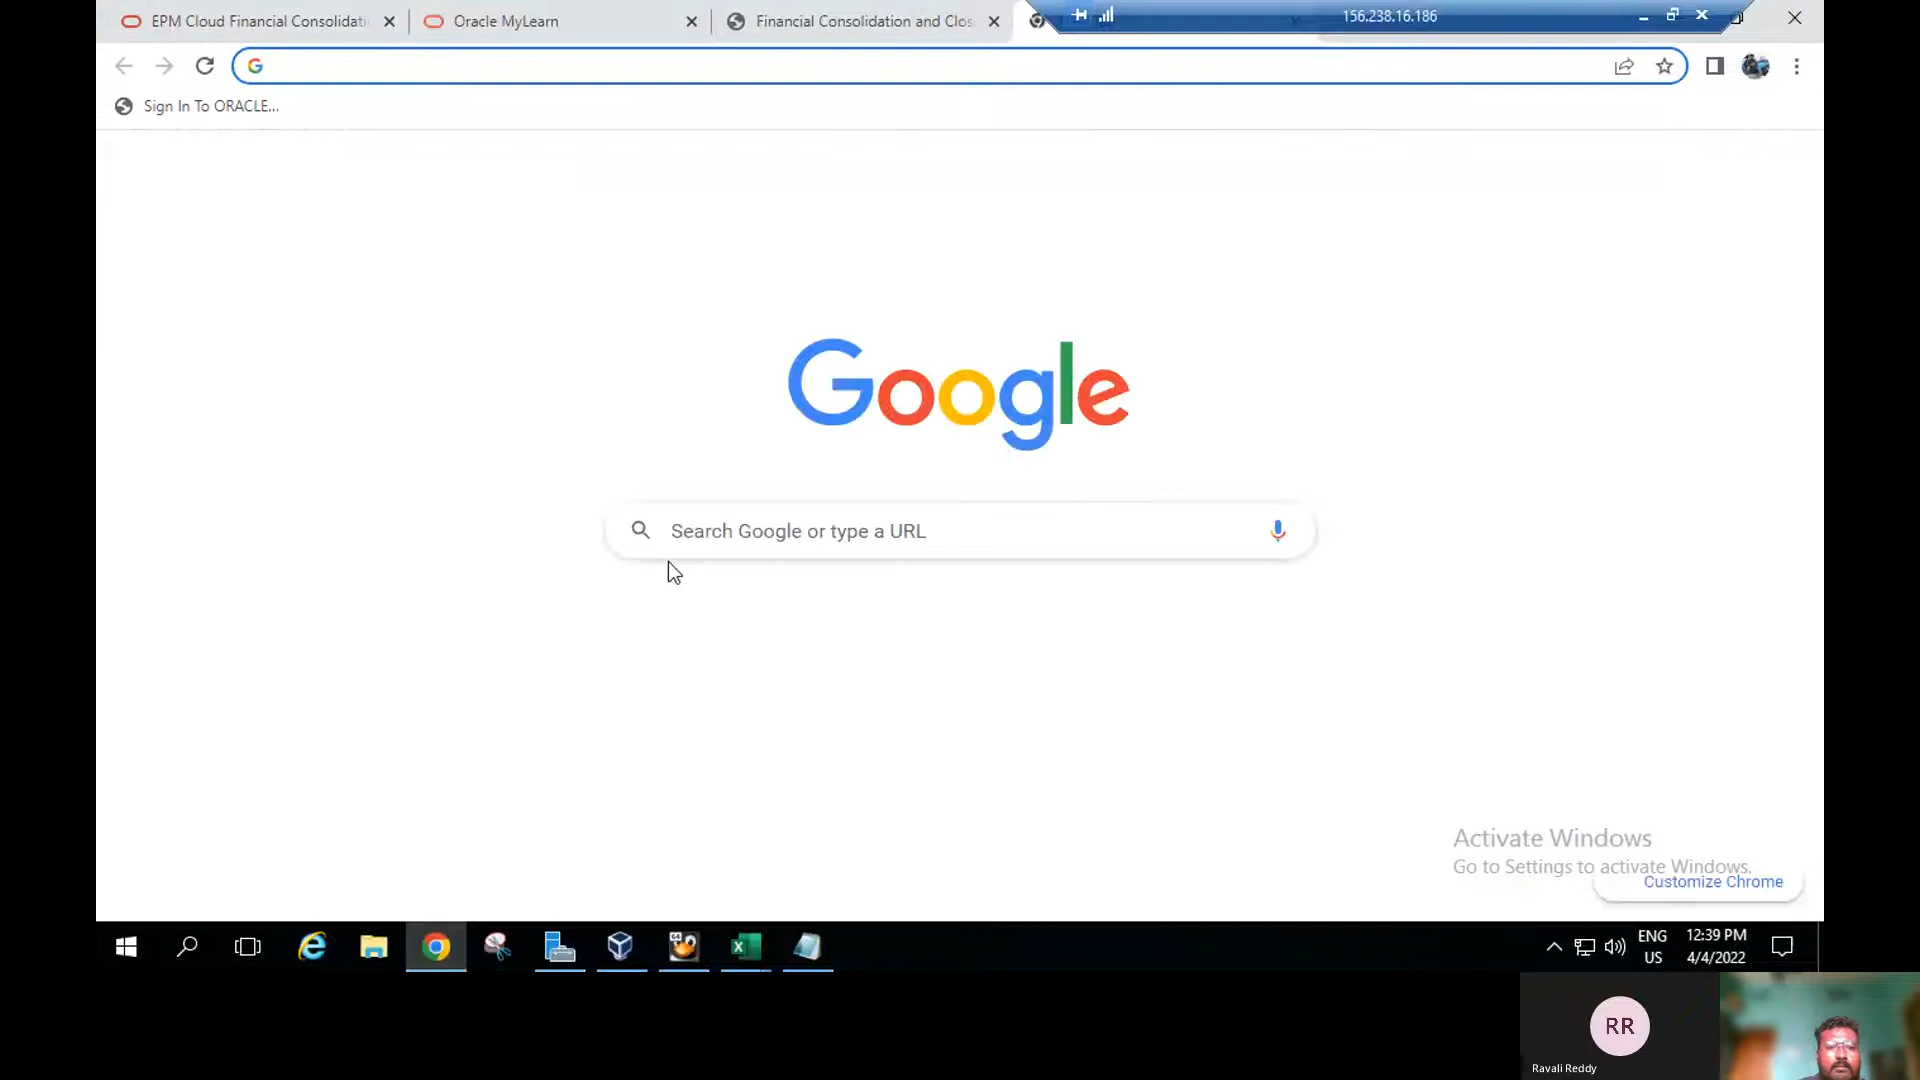 EPM Cloud Financial Consolidati
Oracle MyLearn
Financial Consolidation and Clos
156.238.16.186
Sign In To ORACLE...
Google
Search Google or type a URL
Activate Windows
Go to Settings to activate Windows.
Customize Chrome
ENG
US
12:39 PM
4/4/2022
RR
Ravali Reddy